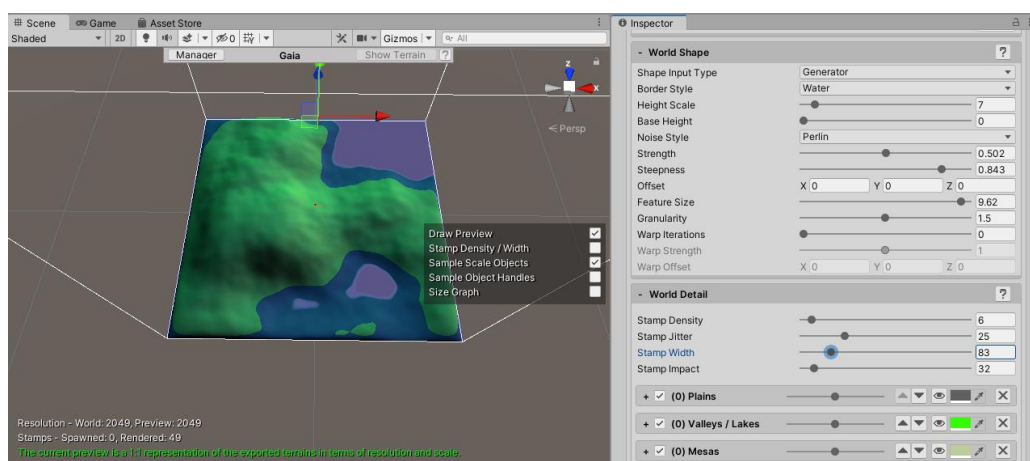 Scene Game Asset Store
Shaded 2D 0 Gizmos All
Manager Gaia Show Terrain ?
z
x
Persp
Draw Preview
Stamp Density / Width
Sample Scale Objects
Sample Object Handles
Size Graph
Resolution - World: 2049, Preview: 2049
Stamps - Spawned: 0, Rendered: 49
The current preview is a 1:1 representation of the exported terrains in terms of resolution and scale.
Inspector
- World Shape ?
Shape Input Type Generator
Border Style Water
Height Scale 7
Base Height 0
Noise Style Perlin
Strength 0.502
Steepness 0.843
Offset X 0 Y 0 Z 0
Feature Size 9.62
Granularity 1.5
Warp Iterations 0
Warp Strength 1
Warp Offset X 0 Y 0 Z 0
- World Detail ?
Stamp Density 6
Stamp Jitter 25
Stamp Width 83
Stamp Impact 32
+ (0) Plains X
+ (0) Valleys / Lakes X
+ (0) Mesas X